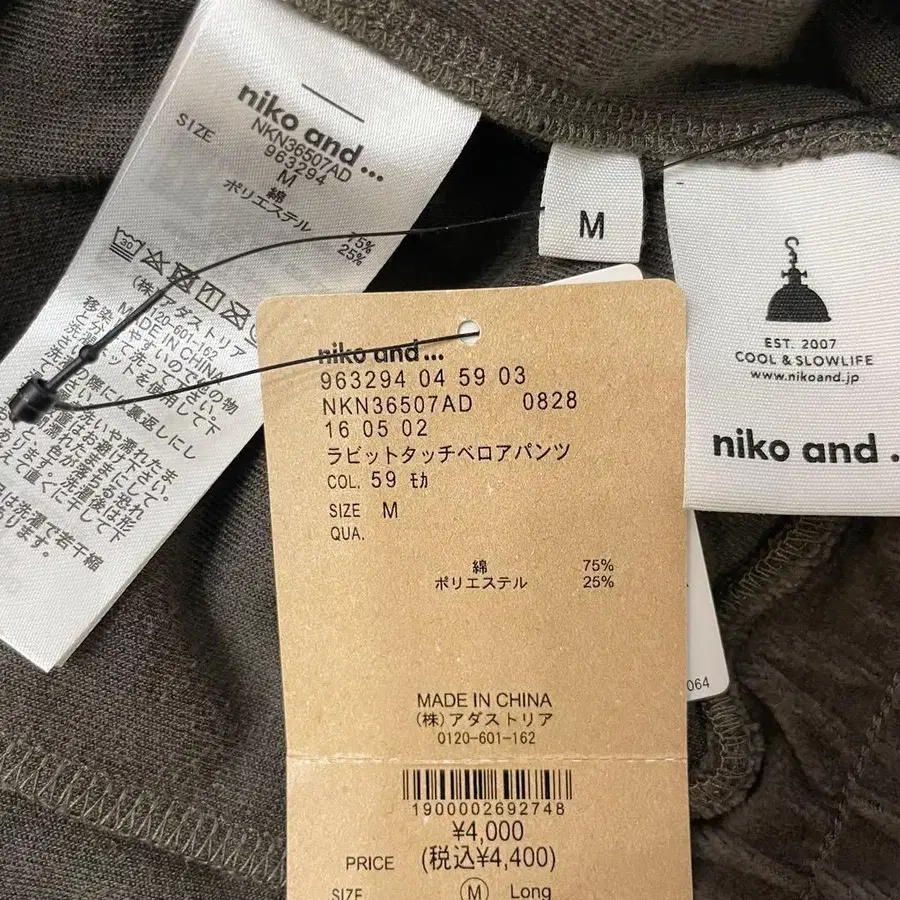 niko and...
NKN36507AD
963294
SIZE M
綿 75%
ポリエステル 25%
30
(株)アダストリア
0120-601-162
MADE IN CHINA
M
EST. 2007
COOL & SLOWLIFE
www.nikoand.jp
niko and ..
niko and ...
963294 04 59 03
NKN36507AD 0828
16 05 02
ラビットタッチベロアパンツ
COL. 59 モカ
SIZE M
QUA.
綿 75%
ポリエステル 25%
MADE IN CHINA
(株)アダストリア
0120-601-162
1900002692748
¥4,000
PRICE (税込¥4,400)
SIZE M Long
064